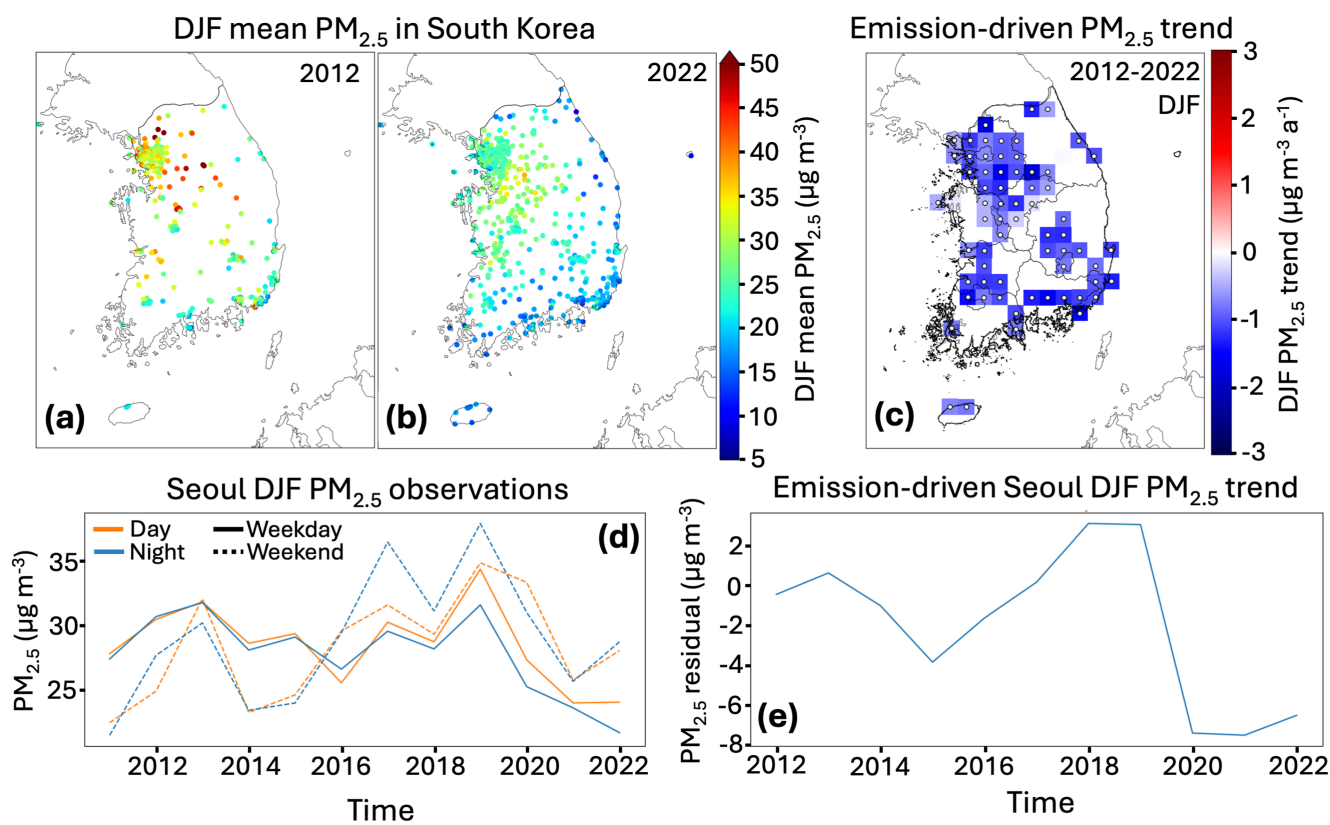 DJF mean PM2.5 in South Korea
2012
(a)
2022
(b)
50
45
40
35
30
25
20
15
10
5
DJF mean PM2.5 (μg m-3)
Emission-driven PM2.5 trend
2012-2022
DJF
(c)
3
2
1
0
-1
-2
-3
DJF PM2.5 trend (μg m-3 a-1)
Seoul DJF PM2.5 observations
Day
Night
Weekday
Weekend
(d)
PM2.5 (μg m-3)
35
30
25
2012 2014 2016 2018 2020 2022
Time
Emission-driven Seoul DJF PM2.5 trend
PM2.5 residual (μg m-3)
2
0
-2
-4
-6
-8
(e)
2012 2014 2016 2018 2020 2022
Time